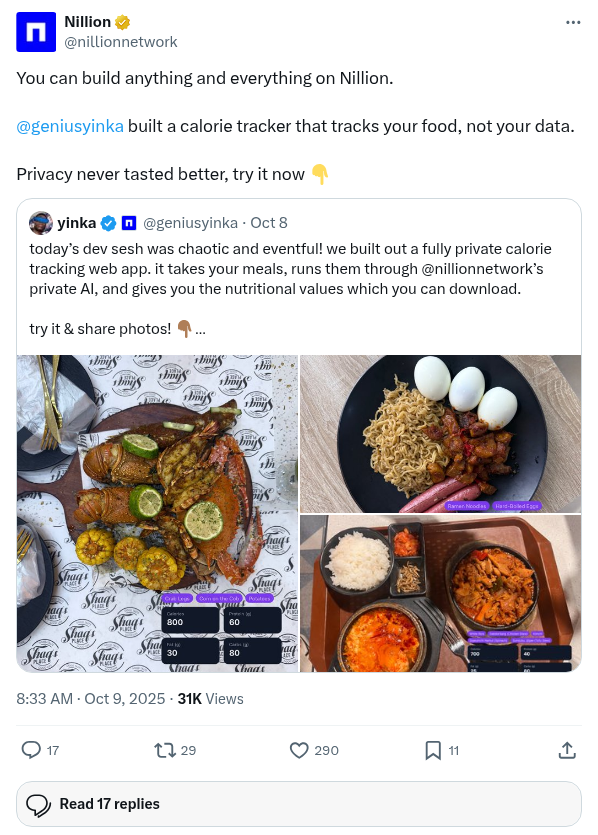 Nillion
@nillionnetwork
You can build anything and everything on Nillion.
@geniusyinka built a calorie tracker that tracks your food, not your data.
Privacy never tasted better, try it now 👇
yinka @geniusyinka · Oct 8
today's dev sesh was chaotic and eventful! we built out a fully private calorie
tracking web app. it takes your meals, runs them through @nillionnetwork's
private AI, and gives you the nutritional values which you can download.
try it & share photos! 👇🏾...
Shaqs
PLACE
Crab Legs Corn on the Cob Potatoes
Calories Protein (g)
800 60
Fat (g) Carbs (g)
30 80
Ramen Noodles Hard-Boiled Eggs
Calories Protein (g)
700 40
8:33 AM · Oct 9, 2025 · 31K Views
17 29 290 11
Read 17 replies